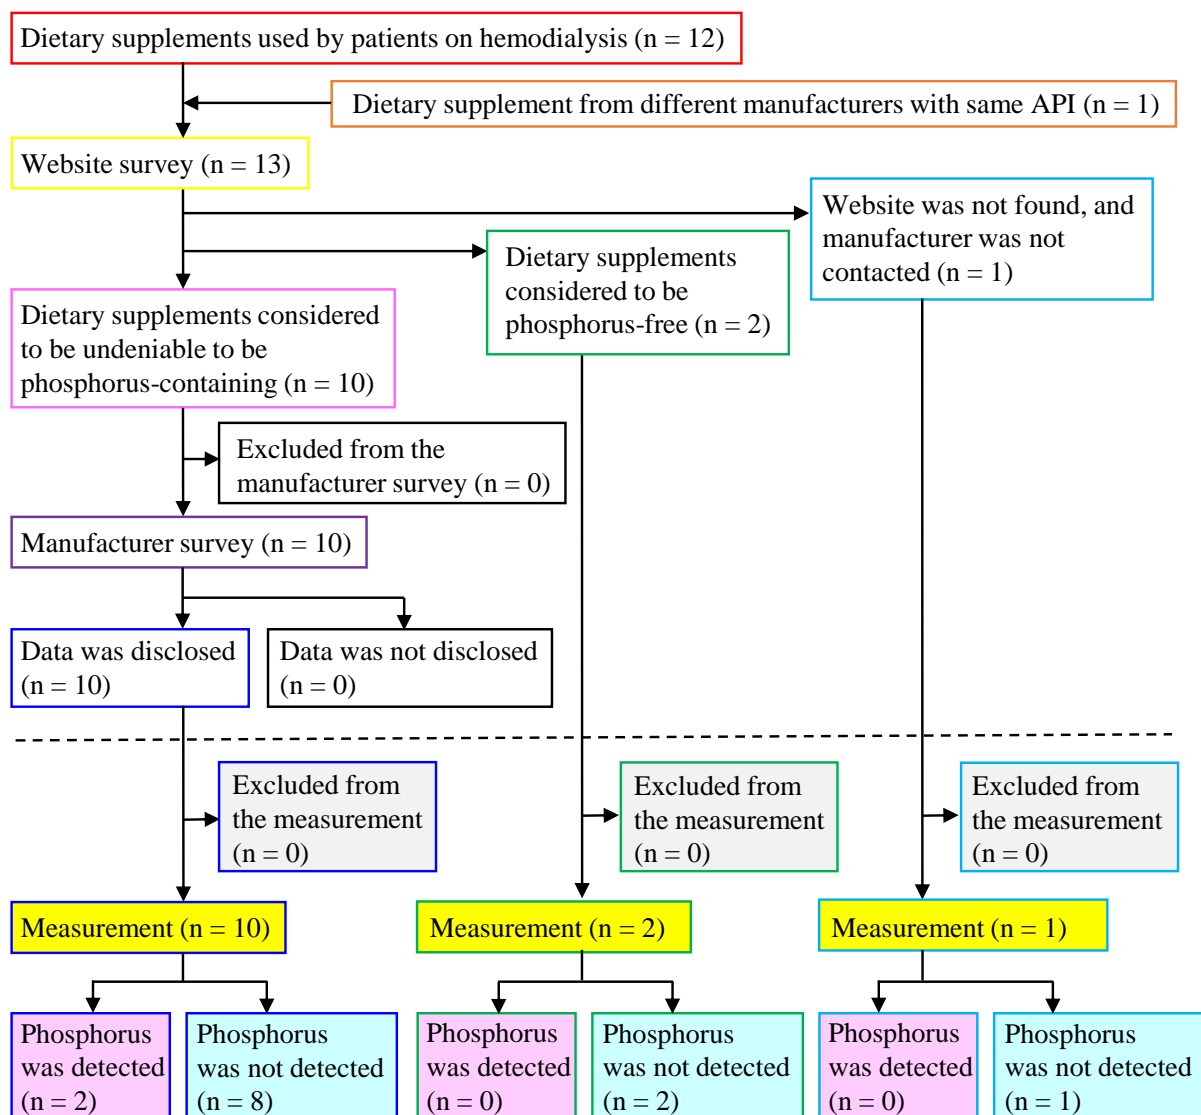 Dietary supplements used by patients on hemodialysis (n = 12)
Dietary supplement from different manufacturers with same API (n = 1)
Website survey (n = 13)
Website was not found, and
manufacturer was not
contacted (n = 1)
Dietary supplements
considered to be
phosphorus-free (n = 2)
Dietary supplements considered
to be undeniable to be
phosphorus-containing (n = 10)
Excluded from the
manufacturer survey (n = 0)
Manufacturer survey (n = 10)
Data was disclosed
(n = 10)
Data was not disclosed
(n = 0)
Excluded from
the measurement
(n = 0)
Excluded from
the measurement
(n = 0)
Excluded from
the measurement
(n = 0)
Measurement (n = 10)
Measurement (n = 2)
Measurement (n = 1)
Phosphorus
was detected
(n = 2)
Phosphorus
was not detected
(n = 8)
Phosphorus
was detected
(n = 0)
Phosphorus
was not detected
(n = 2)
Phosphorus
was detected
(n = 0)
Phosphorus
was not detected
(n = 1)